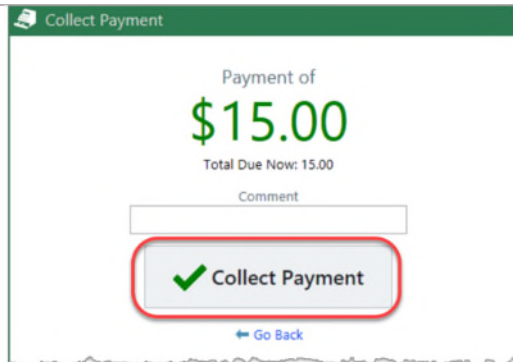 Collect Payment
Payment of
$15.00
Total Due Now: 15.00
Comment
Collect Payment
Go Back